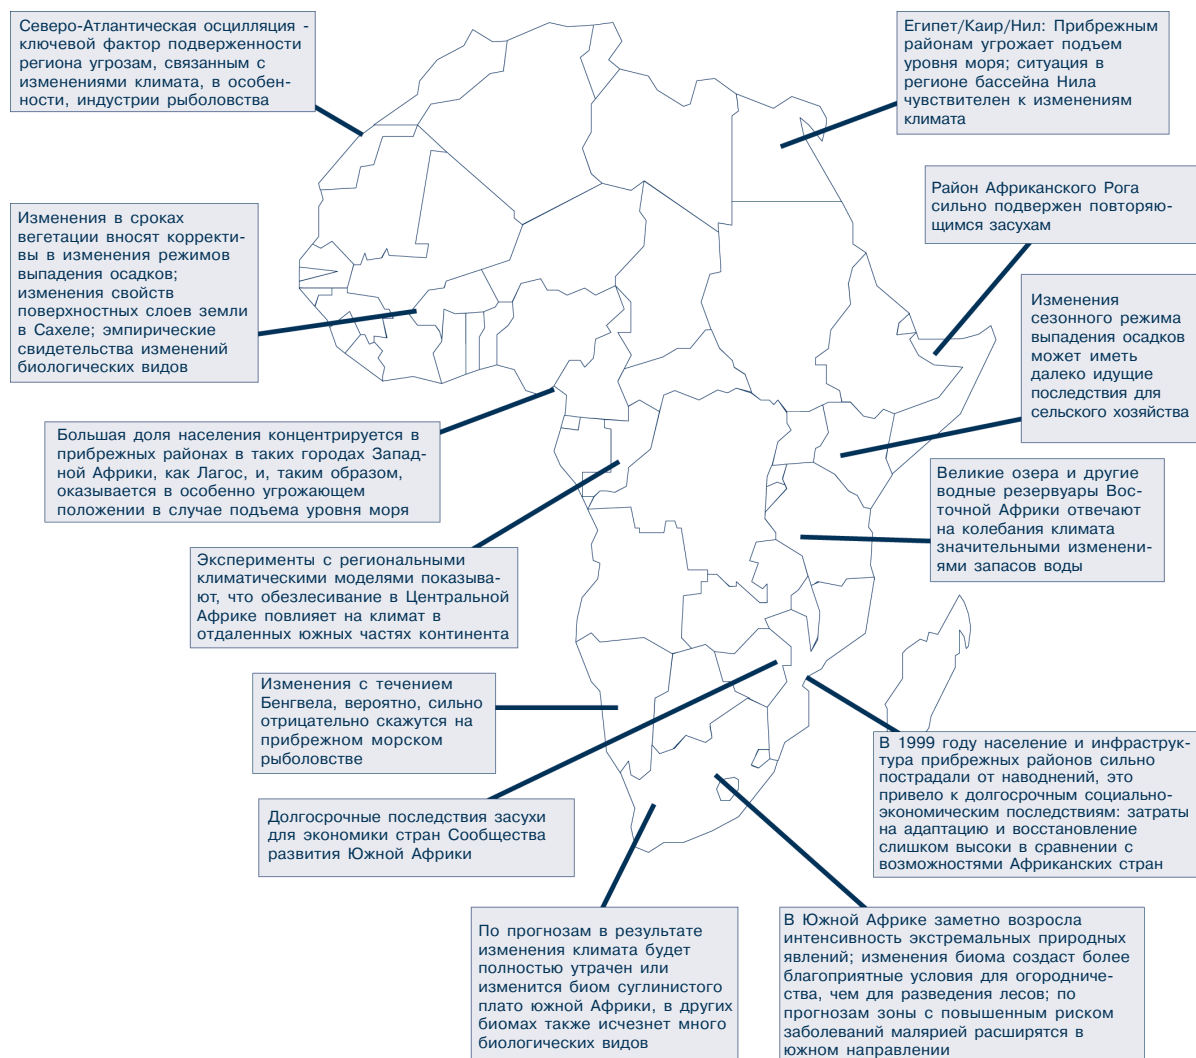 Северо-Атлантическая осцилляция -
ключевой фактор подверженности
региона угрозам, связанным с
изменениями климата, в особен-
ности, индустрии рыболовства
Египет/Каир/Нил: Прибрежным
районам угрожает подъем
уровня моря; ситуация в
регионе бассейна Нила
чувствителен к изменениям
климата
Район Африканского Рога
сильно подвержен повторяю-
щимся засухам
Изменения в сроках
вегетации вносят корректи-
вы в изменения режимов
выпадения осадков;
изменения свойств
поверхностных слоев земли
в Сахеле; эмпирические
свидетельства изменений
биологических видов
Изменения
сезонного режима
выпадения осадков
может иметь
далеко идущие
последствия для
сельского хозяйства
Большая доля населения концентрируется в
прибрежных районах в таких городах Запад-
ной Африки, как Лагос, и, таким образом,
оказывается в особенно угрожающем
положении в случае подъема уровня моря
Великие озера и другие
водные резервуары Вос-
точной Африки отвечают
на колебания климата
значительными изменени-
ями запасов воды
Эксперименты с региональными
климатическими моделями показыва-
ют, что обезлесивание в Центральной
Африке повлияет на климат в
отдаленных южных частях континента
Изменения с течением
Бенгвела, вероятно, сильно
отрицательно скажутся на
прибрежном морском
рыболовстве
В 1999 году население и инфраструк-
тура прибрежных районов сильно
пострадали от наводнений, это
привело к долгосрочным социально-
экономическим последствиям: затраты
на адаптацию и восстановление
слишком высоки в сравнении с
возможностями Африканских стран
Долгосрочные последствия засухи
для экономики стран Сообщества
развития Южной Африки
По прогнозам в результате
изменения климата будет
полностью утрачен или
изменится биом суглинистого
плато южной Африки, в других
биомах также исчезнет много
биологических видов
В Южной Африке заметно возросла
интенсивность экстремальных природных
явлений; изменения биома создаст более
благоприятные условия для огородниче-
ства, чем для разведения лесов; по
прогнозам зоны с повышенным риском
заболеваний малярией расширятся в
южном направлении